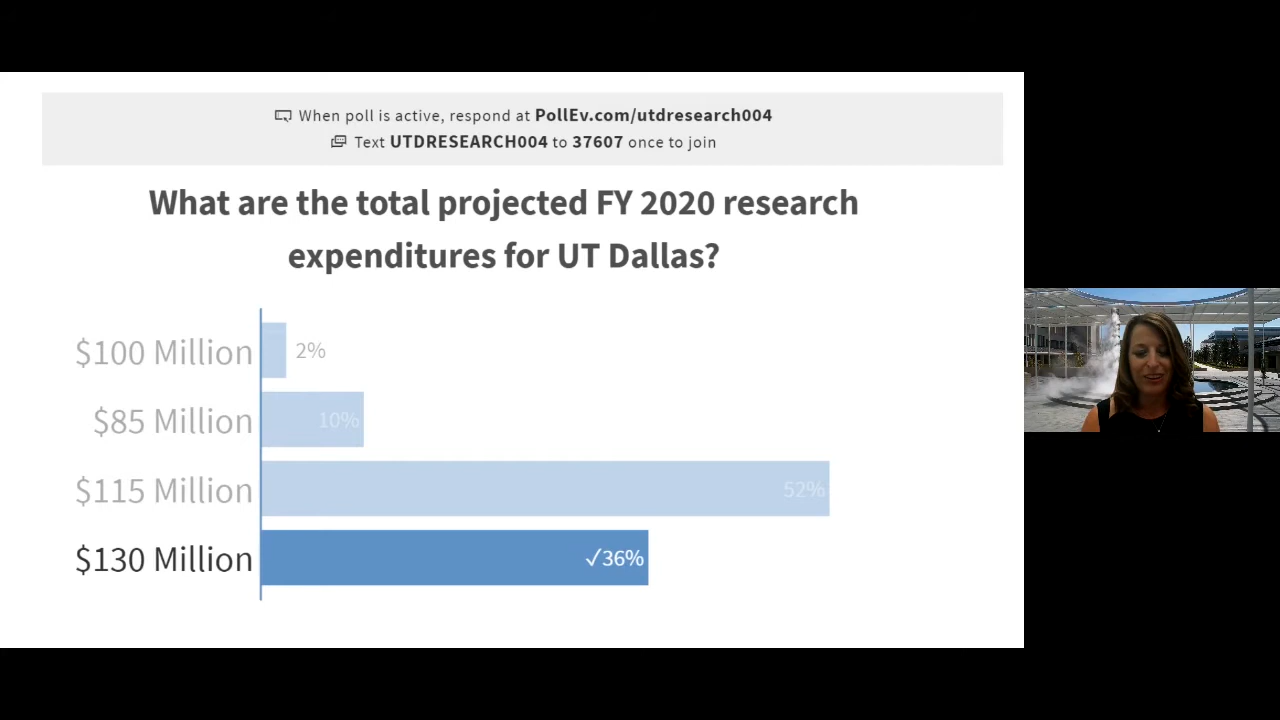 When poll is active, respond at PollEv.com/utdresearch004
Text UTDRESEARCH004 to 37607 once to join
What are the total projected FY 2020 research
expenditures for UT Dallas?
$100 Million 2%
$85 Million 10%
$115 Million 52%
$130 Million ✓36%